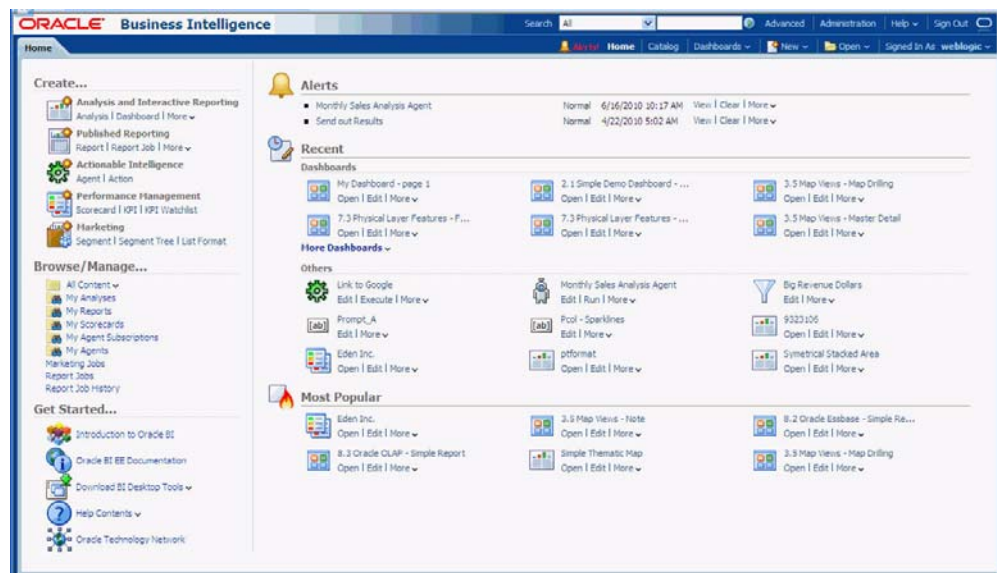 ORACLE Business Intelligence
Search All Advanced Administration Help Sign Out
Home
Alerts! Home Catalog Dashboards New Open Signed In As weblogic
Create...
Analysis and Interactive Reporting
Analysis | Dashboard | More
Published Reporting
Report | Report Job | More
Actionable Intelligence
Agent | Action
Performance Management
Scorecard | KPI | KPI Watchlist
Marketing
Segment | Segment Tree | List Format
Browse/Manage...
All Content
My Analyses
My Reports
My Scorecards
My Agent Subscriptions
My Agents
Marketing Jobs
Report Jobs
Report Job History
Get Started...
Introduction to Oracle BI
Oracle BI EE Documentation
Download BI Desktop Tools
Help Contents
Oracle Technology Network
Alerts
Monthly Sales Analysis Agent Normal 6/16/2010 10:17 AM View | Clear | More
Send out Results Normal 4/22/2010 5:02 AM View | Clear | More
Recent
Dashboards
My Dashboard - page 1 2.1 Simple Demo Dashboard - ... 3.5 Map Views - Map Drilling
Open | Edit | More Open | Edit | More Open | Edit | More
7.3 Physical Layer Features - F... 7.3 Physical Layer Features - ... 3.5 Map Views - Master Detail
Open | Edit | More Open | Edit | More Open | Edit | More
More Dashboards
Others
Link to Google Monthly Sales Analysis Agent Big Revenue Dollars
Edit | Execute | More Edit | Run | More Edit | More
[ab] Prompt_A [ab] Pcol - Sparklines 9323106
Edit | More Edit | More Open | Edit | More
Eden Inc. ptformat Symetrical Stacked Area
Open | Edit | More Open | Edit | More Open | Edit | More
Most Popular
Eden Inc. 3.5 Map Views - Note 8.2 Oracle Essbase - Simple Re...
Open | Edit | More Open | Edit | More Open | Edit | More
8.3 Oracle OLAP - Simple Report Simple Thematic Map 3.5 Map Views - Map Drilling
Open | Edit | More Open | Edit | More Open | Edit | More